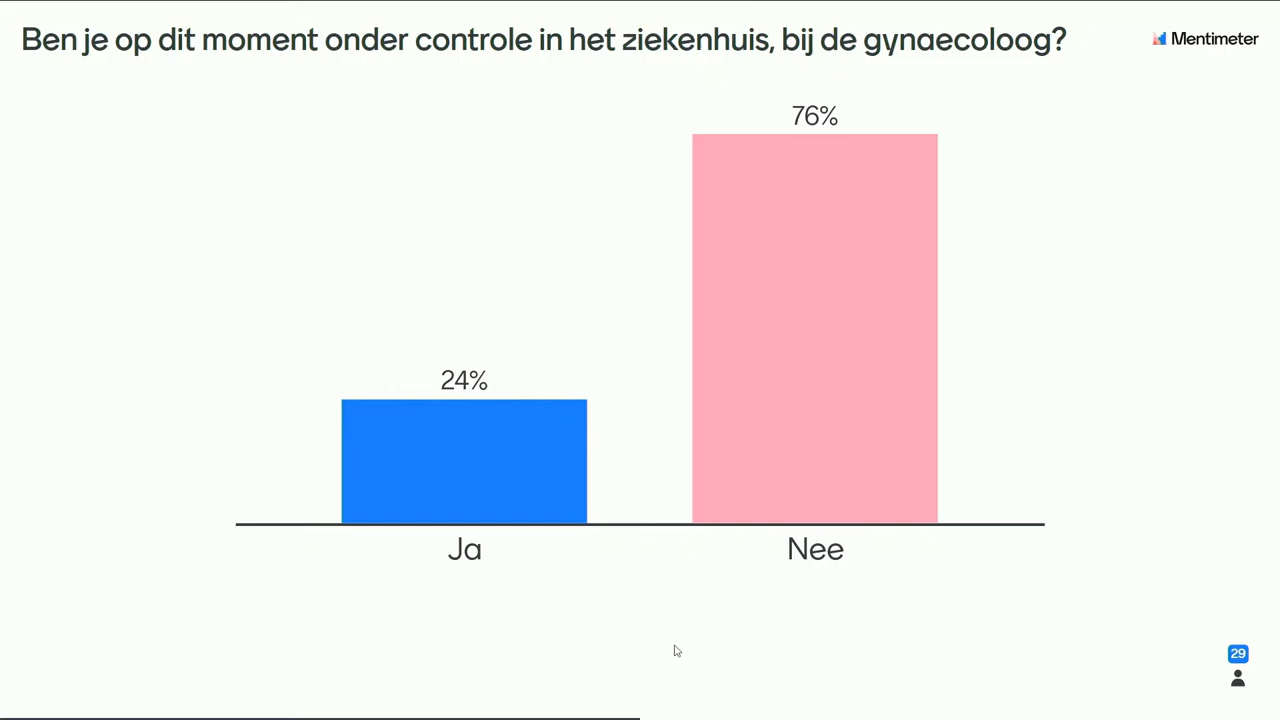 Ben je op dit moment onder controle in het ziekenhuis, bij de gynaecoloog?
Mentimeter
76%
24%
Ja
Nee
29